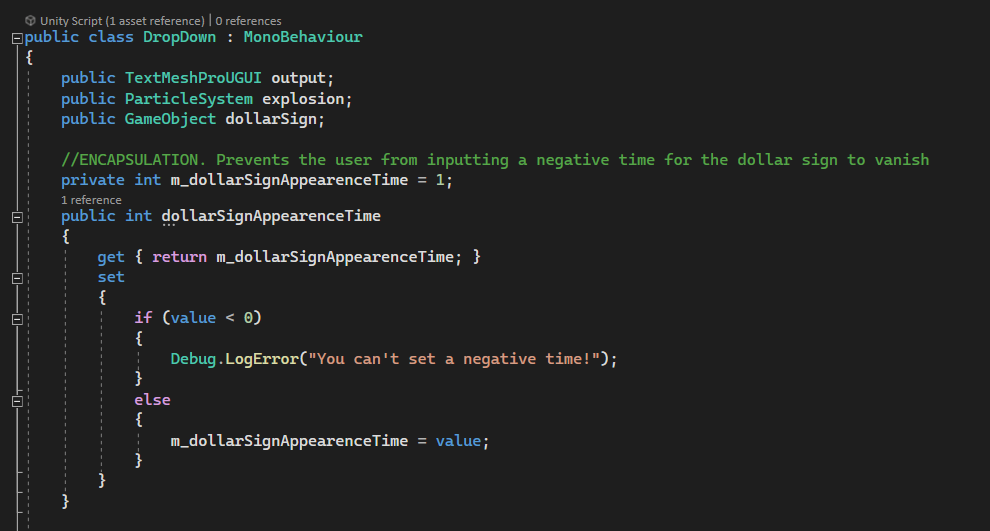 Unity Script (1 asset reference) | 0 references
public class DropDown : MonoBehaviour
{
public TextMeshProUGUI output;
public ParticleSystem explosion;
public GameObject dollarSign;
//ENCAPSULATION. Prevents the user from inputting a negative time for the dollar sign to vanish
private int m_dollarSignAppearenceTime = 1;
1 reference
public int dollarSignAppearenceTime
{
get { return m_dollarSignAppearenceTime; }
set
{
if (value < 0)
{
Debug.LogError("You can't set a negative time!");
}
else
{
m_dollarSignAppearenceTime = value;
}
}
}